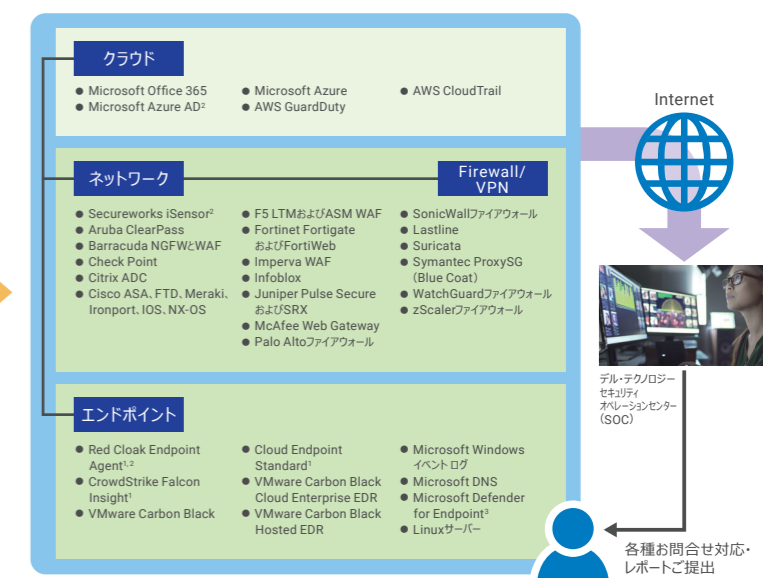 クラウド
● Microsoft Office 365
● Microsoft Azure AD²
● Microsoft Azure
● AWS GuardDuty
● AWS CloudTrail
Internet
ネットワーク
Firewall/
VPN
● Secureworks iSensor²
● Aruba ClearPass
● Barracuda NGFWとWAF
● Check Point
● Citrix ADC
● Cisco ASA、FTD、Meraki、
Ironport、IOS、NX-OS
● F5 LTMおよびASM WAF
● Fortinet Fortigate
およびFortiWeb
● Imperva WAF
● Infoblox
● Juniper Pulse Secure
およびSRX
● McAfee Web Gateway
● Palo Altoファイアウォール
● SonicWallファイアウォール
● Lastline
● Suricata
● Symantec ProxySG
(Blue Coat)
● WatchGuardファイアウォール
● zScalerファイアウォール
デル・テクノロジー
セキュリティ
オペレーションセンター
(SOC)
エンドポイント
● Red Cloak Endpoint
Agent¹˒²
● CrowdStrike Falcon
Insight¹
● VMware Carbon Black
● Cloud Endpoint
Standard¹
● VMware Carbon Black
Cloud Enterprise EDR
● VMware Carbon Black
Hosted EDR
● Microsoft Windows
イベントログ
● Microsoft DNS
● Microsoft Defender
for Endpoint³
● Linuxサーバー
各種お問合せ対応・
レポートご提出